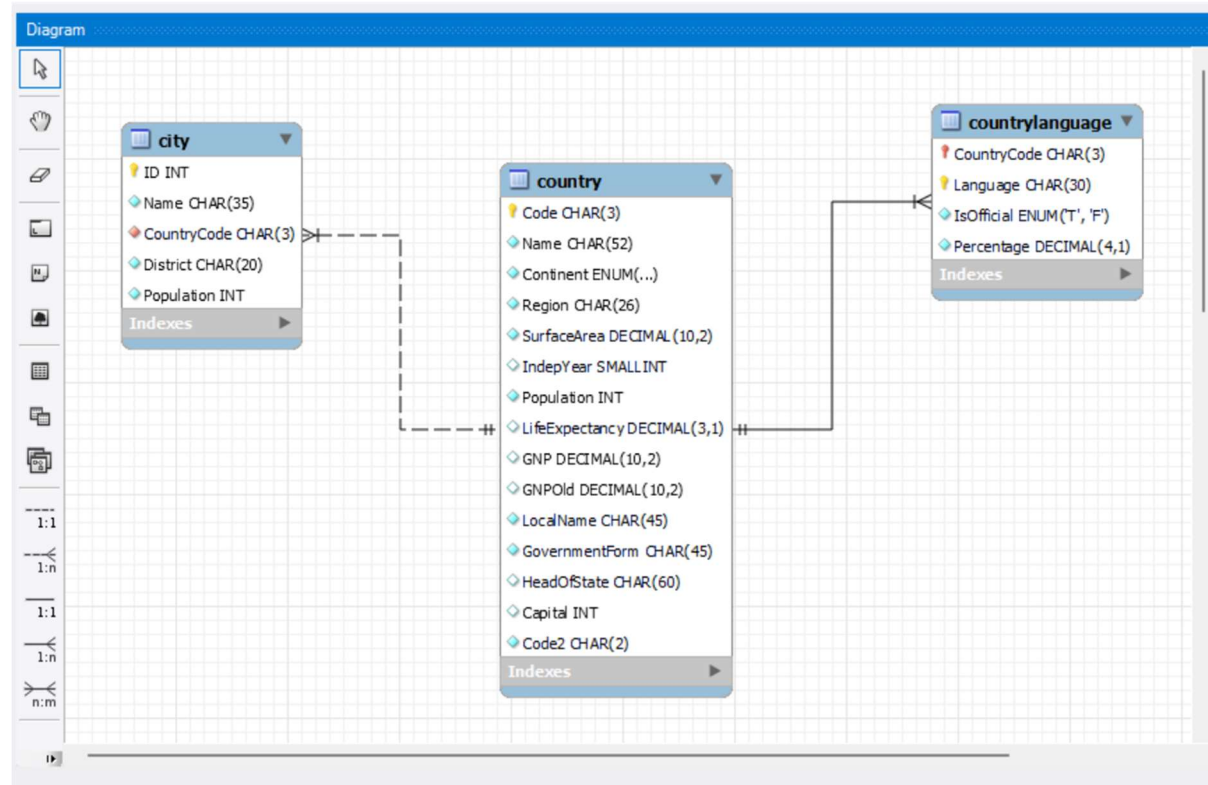 Diagram
1:1
1:n
1:1
1:n
n:m
city
ID INT
Name CHAR(35)
CountryCode CHAR(3)
District CHAR(20)
Population INT
Indexes
country
Code CHAR(3)
Name CHAR(52)
Continent ENUM(...)
Region CHAR(26)
SurfaceArea DECIMAL(10,2)
IndepYear SMALLINT
Population INT
LifeExpectancy DECIMAL(3,1)
GNP DECIMAL(10,2)
GNPOld DECIMAL(10,2)
LocalName CHAR(45)
GovernmentForm CHAR(45)
HeadOfState CHAR(60)
Capital INT
Code2 CHAR(2)
Indexes
countrylanguage
CountryCode CHAR(3)
Language CHAR(30)
IsOfficial ENUM('T', 'F')
Percentage DECIMAL(4,1)
Indexes